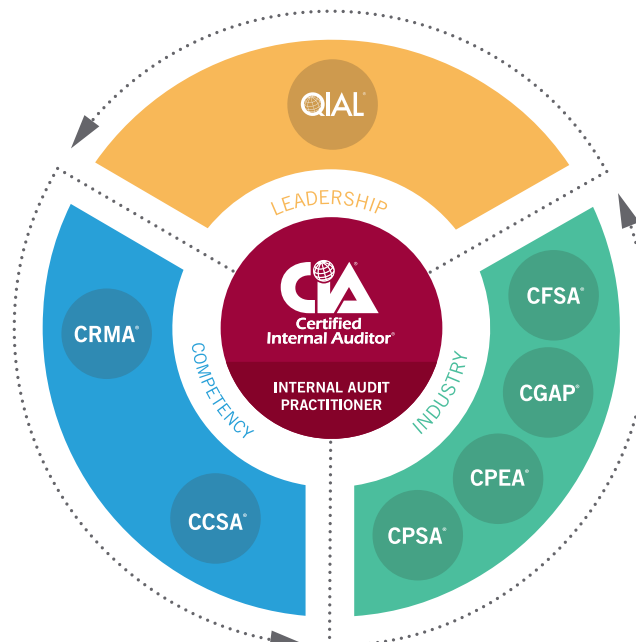 QIAL®
LEADERSHIP
CIA®
Certified
Internal Auditor®
INTERNAL AUDIT
PRACTITIONER
COMPETENCY
CRMA®
CCSA®
INDUSTRY
CFSA®
CGAP®
CPEA®
CPSA®